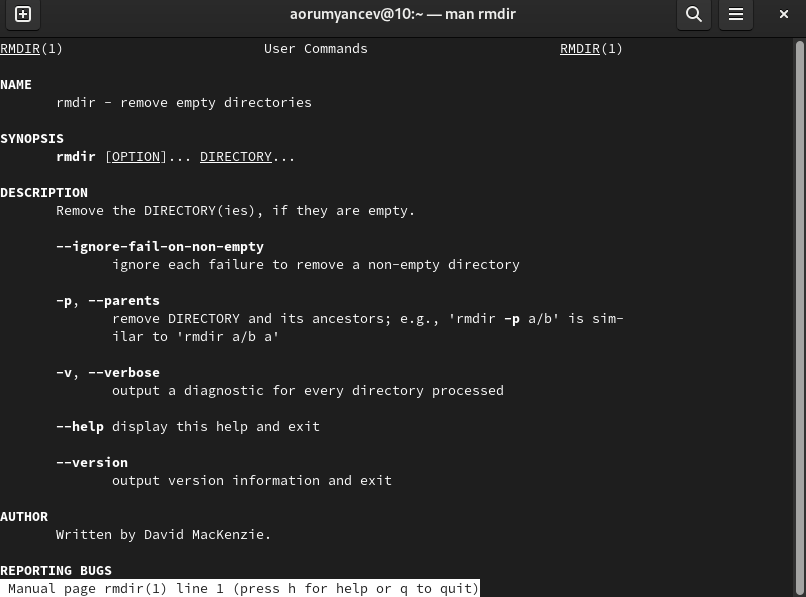 aorumyancev@10:~ — man rmdir
RMDIR(1) User Commands RMDIR(1)
NAME
rmdir - remove empty directories
SYNOPSIS
rmdir [OPTION]... DIRECTORY...
DESCRIPTION
Remove the DIRECTORY(ies), if they are empty.
--ignore-fail-on-non-empty
ignore each failure to remove a non-empty directory
-p, --parents
remove DIRECTORY and its ancestors; e.g., 'rmdir -p a/b' is sim-
ilar to 'rmdir a/b a'
-v, --verbose
output a diagnostic for every directory processed
--help display this help and exit
--version
output version information and exit
AUTHOR
Written by David MacKenzie.
REPORTING BUGS
Manual page rmdir(1) line 1 (press h for help or q to quit)